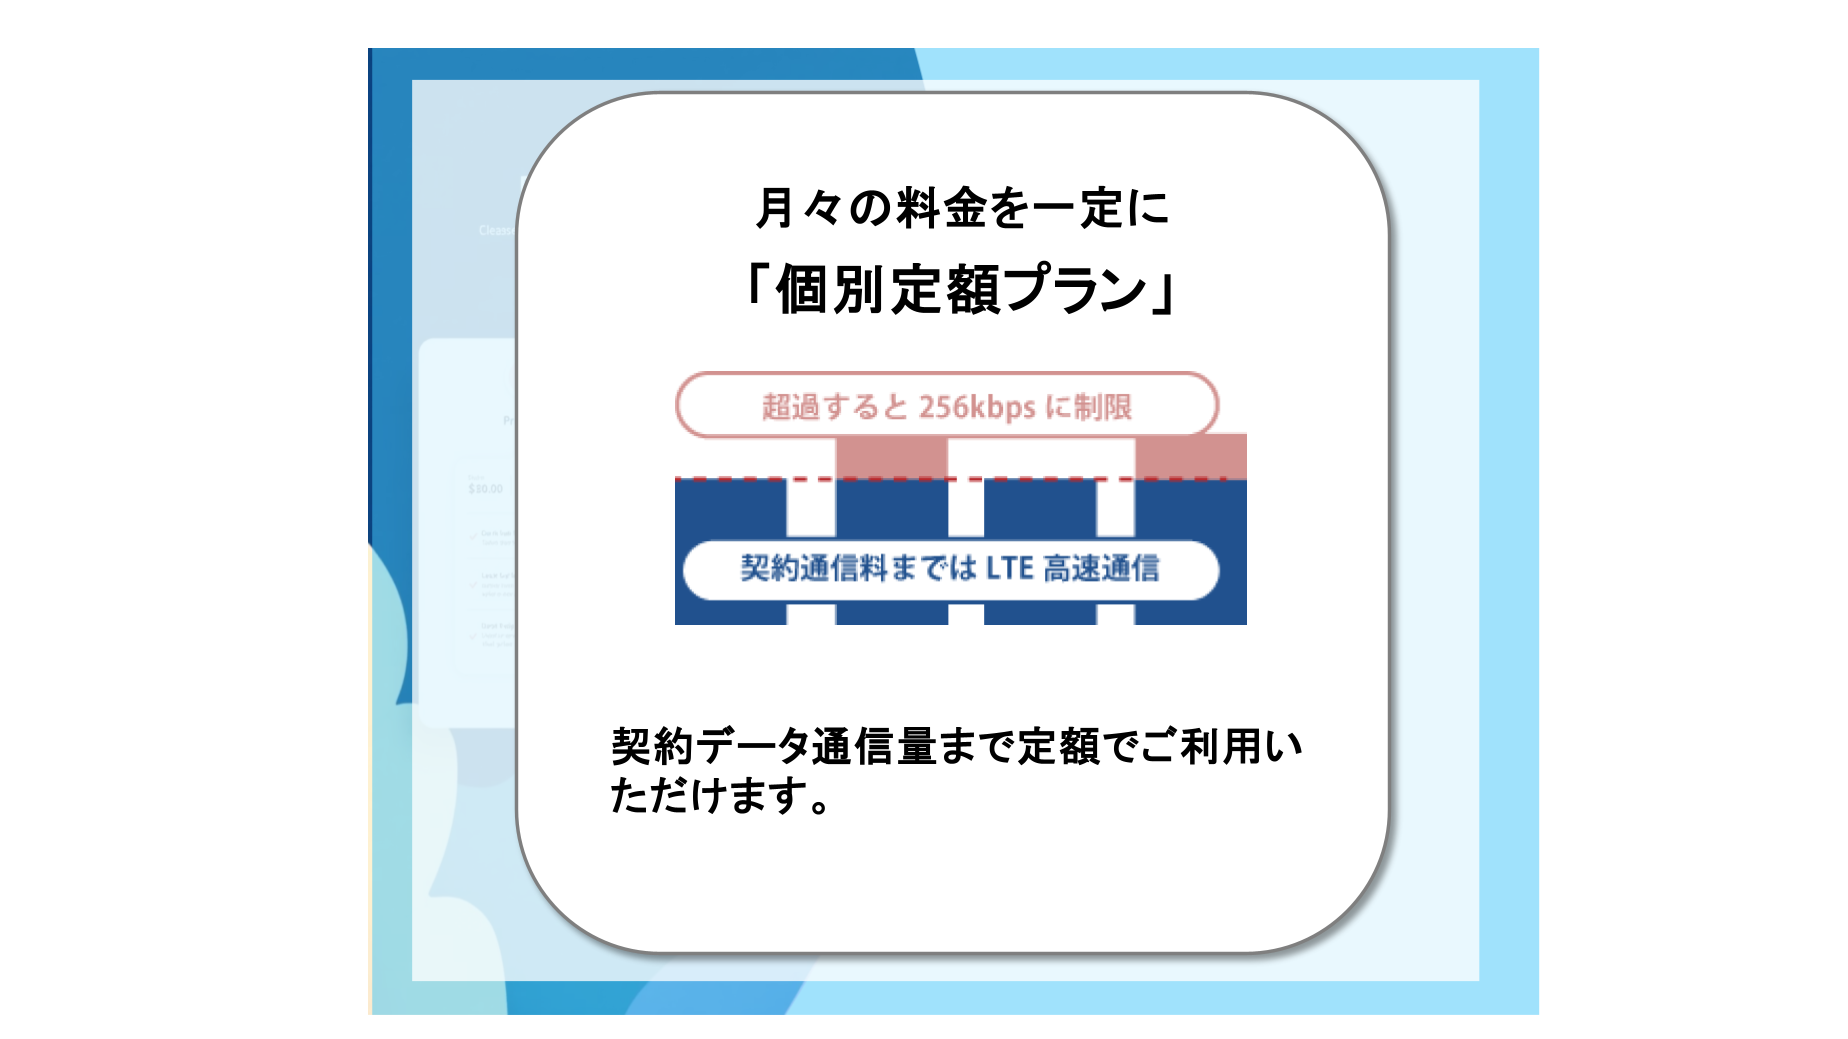 月々の料金を一定に
「個別定額プラン」
超過すると 256kbps に制限
契約通信料までは LTE 高速通信
契約データ通信量まで定額でご利用い
ただけます。
$80.00